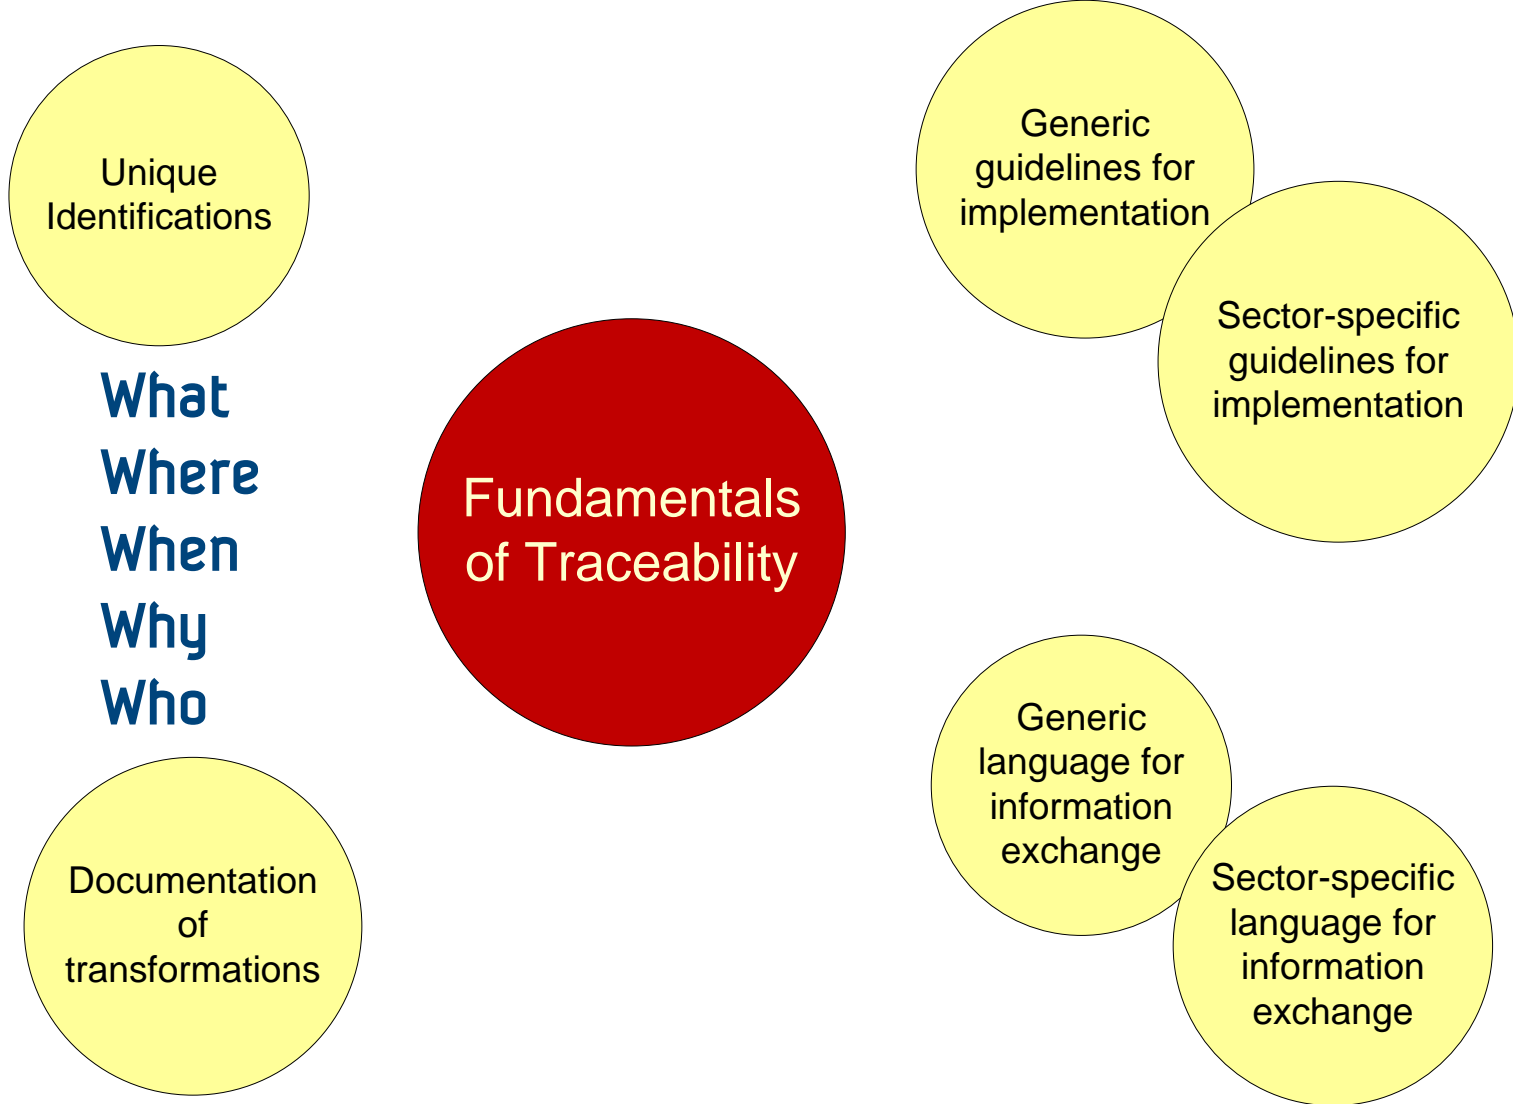 Unique
Identifications
What
Where
When
Why
Who
Documentation
of
transformations
Fundamentals
of Traceability
Generic
guidelines for
implementation
Sector-specific
guidelines for
implementation
Generic
language for
information
exchange
Sector-specific
language for
information
exchange